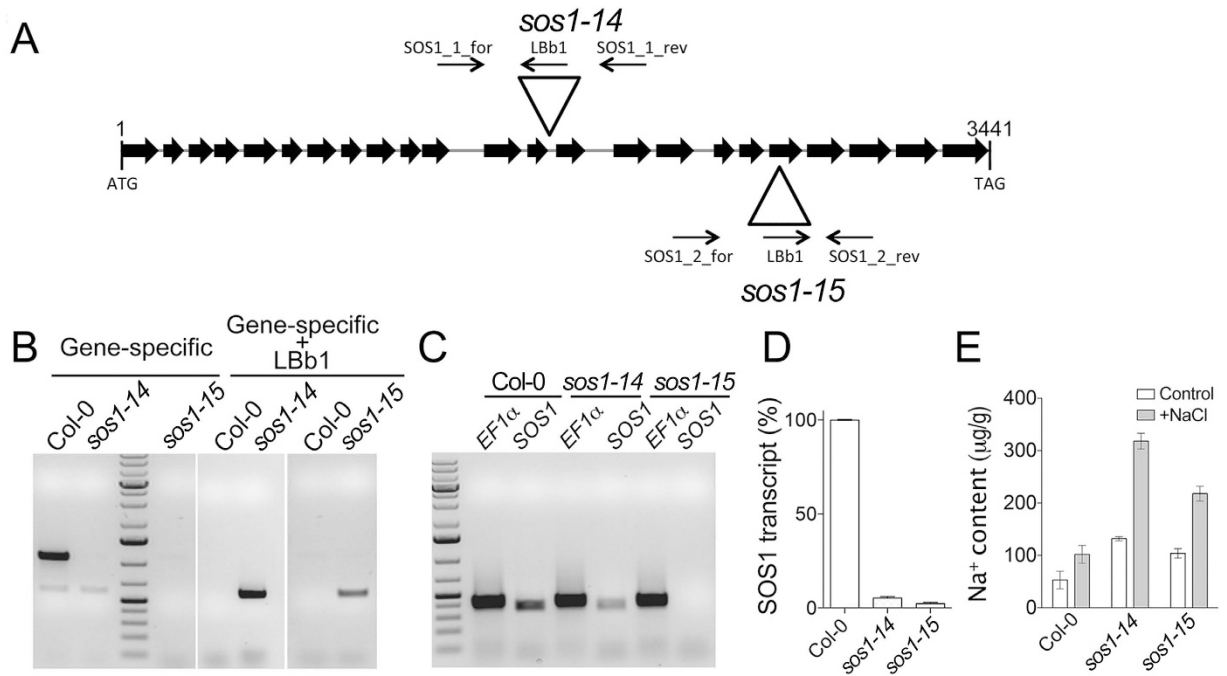 A
sos1-14
SOS1_1_for
LBb1
SOS1_1_rev
1
3441
ATG
TAG
SOS1_2_for
LBb1
SOS1_2_rev
sos1-15
B
Gene-specific
Gene-specific
+
LBb1
Col-0
sos1-14
sos1-15
Col-0
sos1-14
Col-0
sos1-15
C
Col-0
sos1-14
sos1-15
EF1α
SOS1
EF1α
SOS1
EF1α
SOS1
D
SOS1 transcript (%)
100
50
0
Col-0
sos1-14
sos1-15
E
Na⁺ content (µg/g)
400
300
200
100
0
Control
+NaCl
Col-0
sos1-14
sos1-15